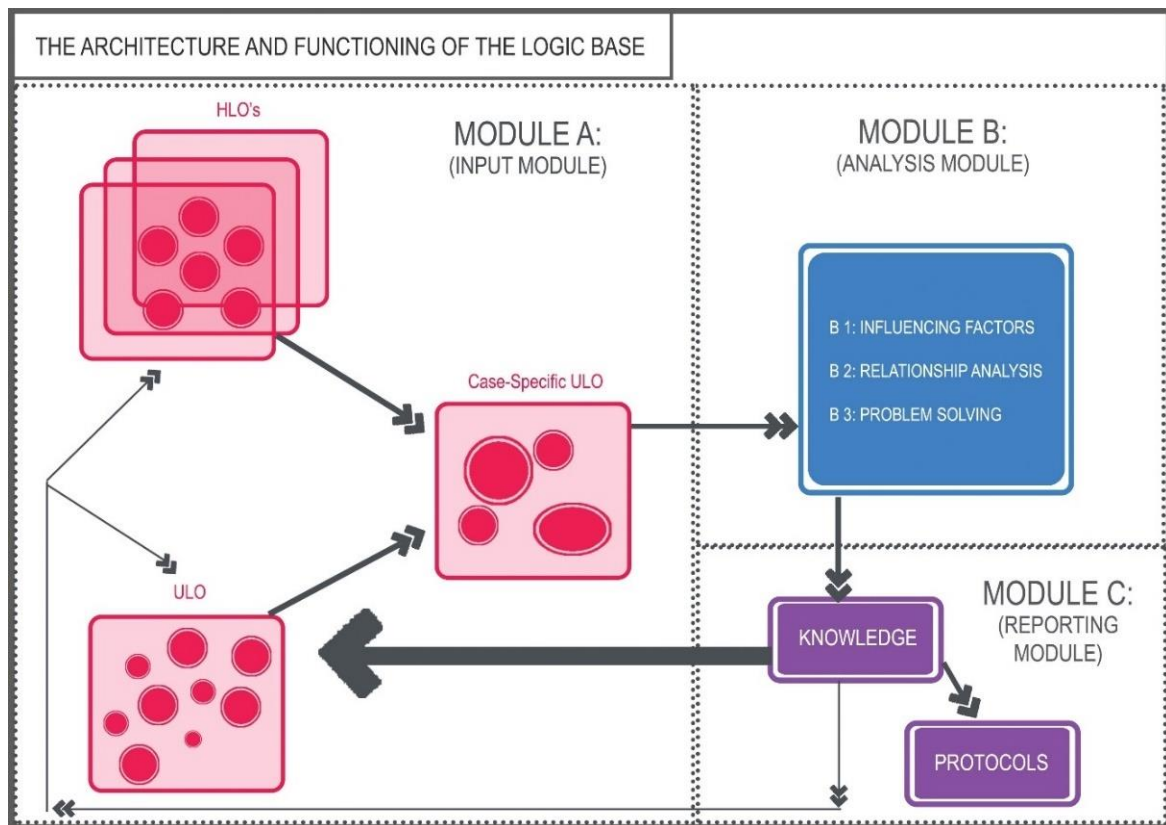 THE ARCHITECTURE AND FUNCTIONING OF THE LOGIC BASE
HLO's
MODULE A:
(INPUT MODULE)
MODULE B:
(ANALYSIS MODULE)
B 1: INFLUENCING FACTORS
B 2: RELATIONSHIP ANALYSIS
B 3: PROBLEM SOLVING
Case-Specific ULO
ULO
MODULE C:
(REPORTING
MODULE)
KNOWLEDGE
PROTOCOLS